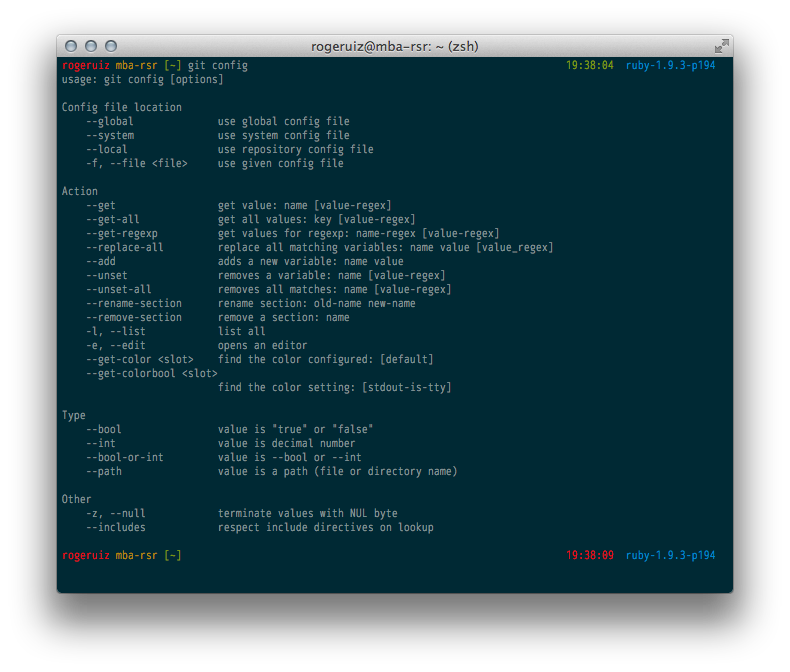 rogeruiz@mba-rsr: ~ (zsh)
rogeruiz mba-rsr [~] git config 19:38:04 ruby-1.9.3-p194
usage: git config [options]
Config file location
--global use global config file
--system use system config file
--local use repository config file
-f, --file <file> use given config file
Action
--get get value: name [value-regex]
--get-all get all values: key [value-regex]
--get-regexp get values for regexp: name-regex [value-regex]
--replace-all replace all matching variables: name value [value_regex]
--add adds a new variable: name value
--unset removes a variable: name [value-regex]
--unset-all removes all matches: name [value-regex]
--rename-section rename section: old-name new-name
--remove-section remove a section: name
-l, --list list all
-e, --edit opens an editor
--get-color <slot> find the color configured: [default]
--get-colorbool <slot>
find the color setting: [stdout-is-tty]
Type
--bool value is "true" or "false"
--int value is decimal number
--bool-or-int value is --bool or --int
--path value is a path (file or directory name)
Other
-z, --null terminate values with NUL byte
--includes respect include directives on lookup
rogeruiz mba-rsr [~] 19:38:09 ruby-1.9.3-p194